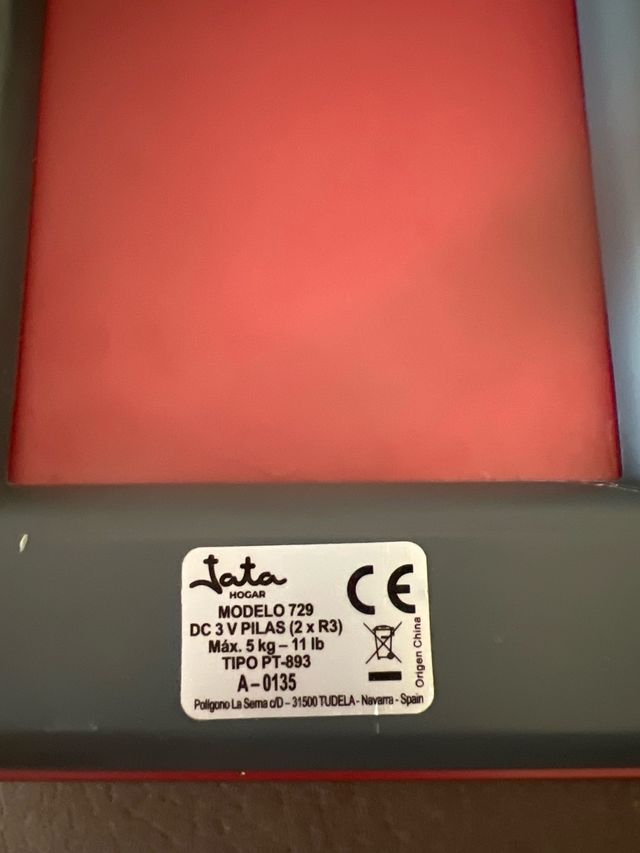 Jata
HOGAR
CE
MODELO 729
DC 3 V PILAS (2 x R3)
Máx. 5 kg – 11 lb
TIPO PT-893
A – 0135
Origen China
Polígono La Serna c/D – 31500 TUDELA - Navarra - Spain